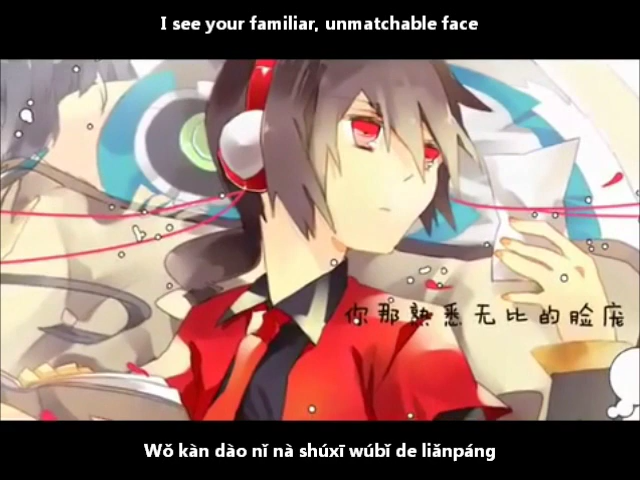 I see your familiar, unmatchable face
你那熟悉无比的脸庞
Wǒ kàn dào nǐ nà shúxī wúbǐ de liǎnpáng